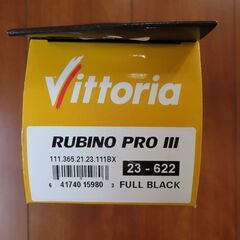 Vittoria
RUBINO PRO III
111.365.21.23.111BX
23 - 622
6 41740 15980 3
FULL BLACK